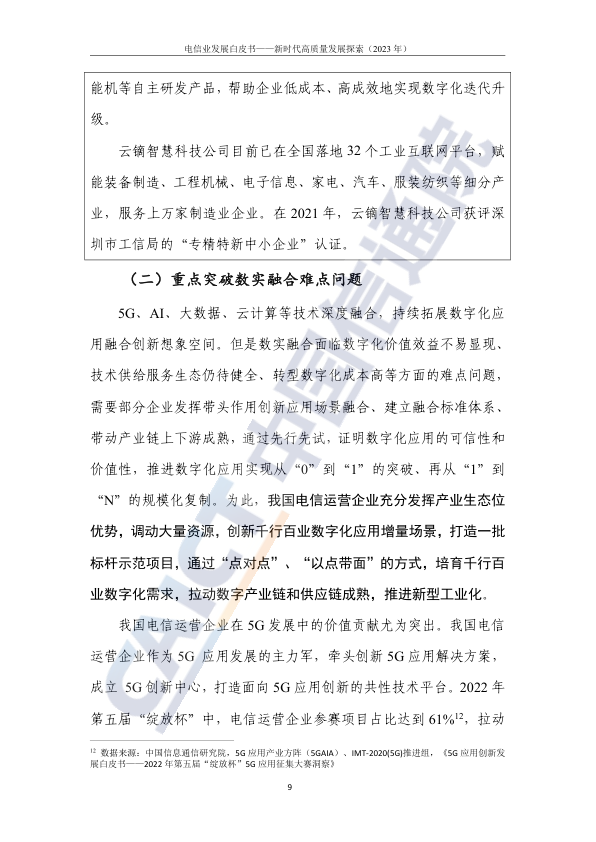 电信业发展白皮书——新时代高质量发展探索（2023 年）
能机等自主研发产品，帮助企业低成本、高成效地实现数字化迭代升
级。
云镝智慧科技公司目前已在全国落地 32 个工业互联网平台，赋
能装备制造、工程机械、电子信息、家电、汽车、服装纺织等细分产
业，服务上万家制造业企业。在 2021 年，云镝智慧科技公司获评深
圳市工信局的“专精特新中小企业”认证。
（二）重点突破数实融合难点问题
5G、AI、大数据、云计算等技术深度融合，持续拓展数字化应
用融合创新想象空间。但是数实融合面临数字化价值效益不易显现、
技术供给服务生态仍待健全、转型数字化成本高等方面的难点问题，
需要部分企业发挥带头作用创新应用场景融合、建立融合标准体系、
带动产业链上下游成熟，通过先行先试，证明数字化应用的可信性和
价值性，推进数字化应用实现从“0”到“1”的突破、再从“1”到
“N”的规模化复制。为此，我国电信运营企业充分发挥产业生态位
优势，调动大量资源，创新千行百业数字化应用增量场景，打造一批
标杆示范项目，通过“点对点”、“以点带面”的方式，培育千行百
业数字化需求，拉动数字产业链和供应链成熟，推进新型工业化。
我国电信运营企业在 5G 发展中的价值贡献尤为突出。我国电信
运营企业作为 5G 应用发展的主力军，牵头创新 5G 应用解决方案，
成立 5G 创新中心，打造面向 5G 应用创新的共性技术平台。2022 年
第五届“绽放杯”中，电信运营企业参赛项目占比达到 61%12，拉动
12 数据来源：中国信息通信研究院，5G 应用产业方阵（5GAIA）、IMT-2020(5G)推进组，《5G 应用创新发
展白皮书——2022 年第五届“绽放杯”5G 应用征集大赛洞察》
9
CAICT 中国信通院